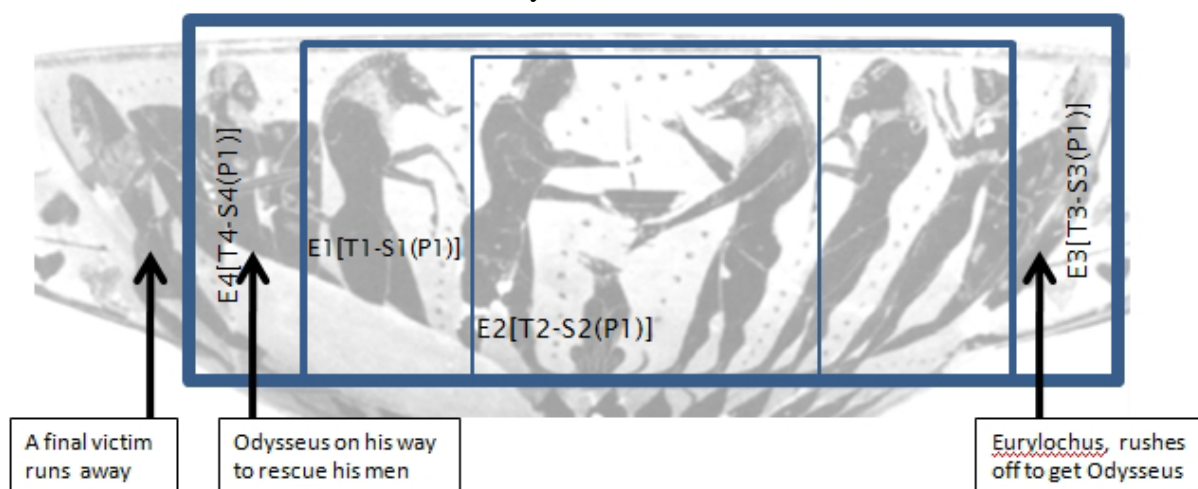 E4[T4-S4(P1)]
E1[T1-S1(P1)]
E2[T2-S2(P1)]
E3[T3-S3(P1)]
A final victim
runs away
Odysseus on his way
to rescue his men
Eurylochus, rushes
off to get Odysseus